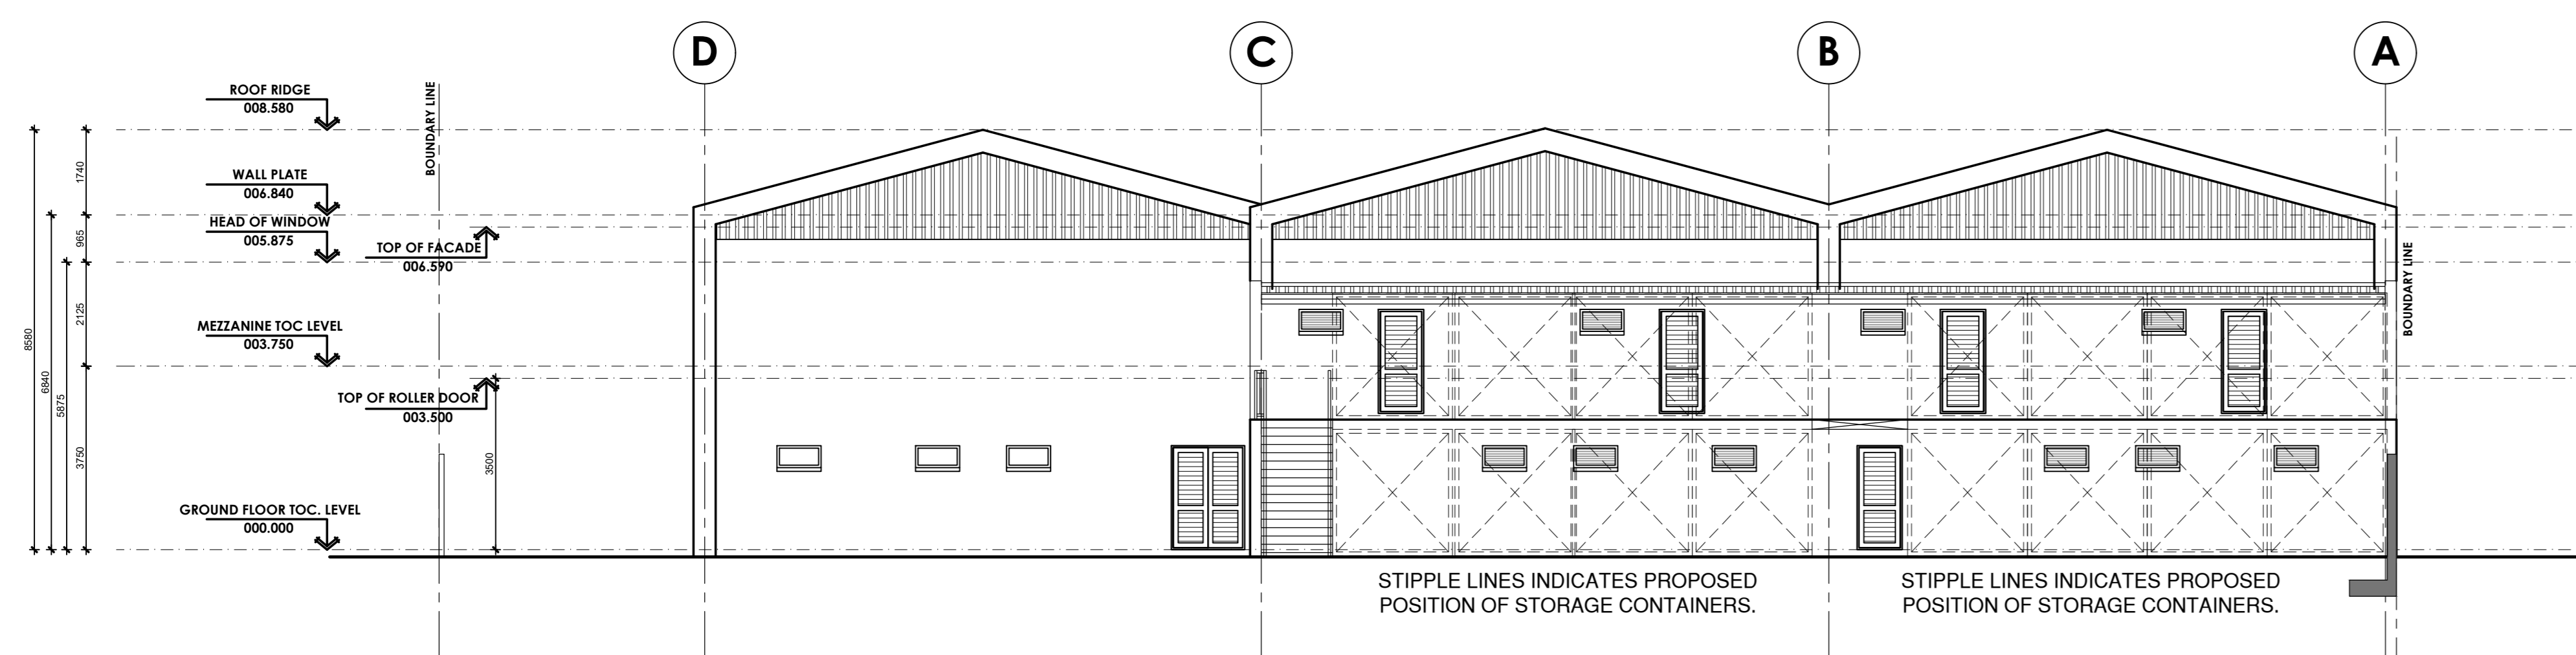 D
C
B
A
ROOF RIDGE
008.580
BOUNDARY LINE
WALL PLATE
006.840
HEAD OF WINDOW
005.875
TOP OF FACADE
006.590
MEZZANINE TOC LEVEL
003.750
TOP OF ROLLER DOOR
003.500
GROUND FLOOR TOC. LEVEL
000.000
8580
6840
5875
1740
965
2125
3750
3500
BOUNDARY LINE
STIPPLE LINES INDICATES PROPOSED
POSITION OF STORAGE CONTAINERS.
STIPPLE LINES INDICATES PROPOSED
POSITION OF STORAGE CONTAINERS.